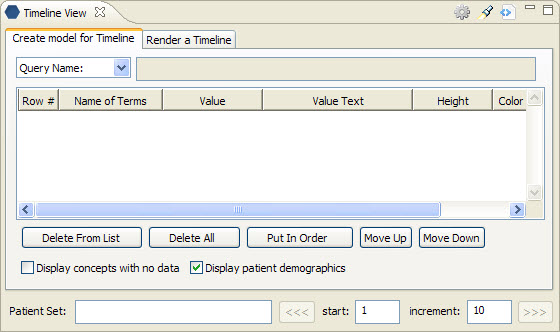 Timeline View
Create model for Timeline Render a Timeline
Query Name:
Row # Name of Terms Value Value Text Height Color
Delete From List Delete All Put In Order Move Up Move Down
Display concepts with no data Display patient demographics
Patient Set: <<< start: 1 increment: 10 >>>